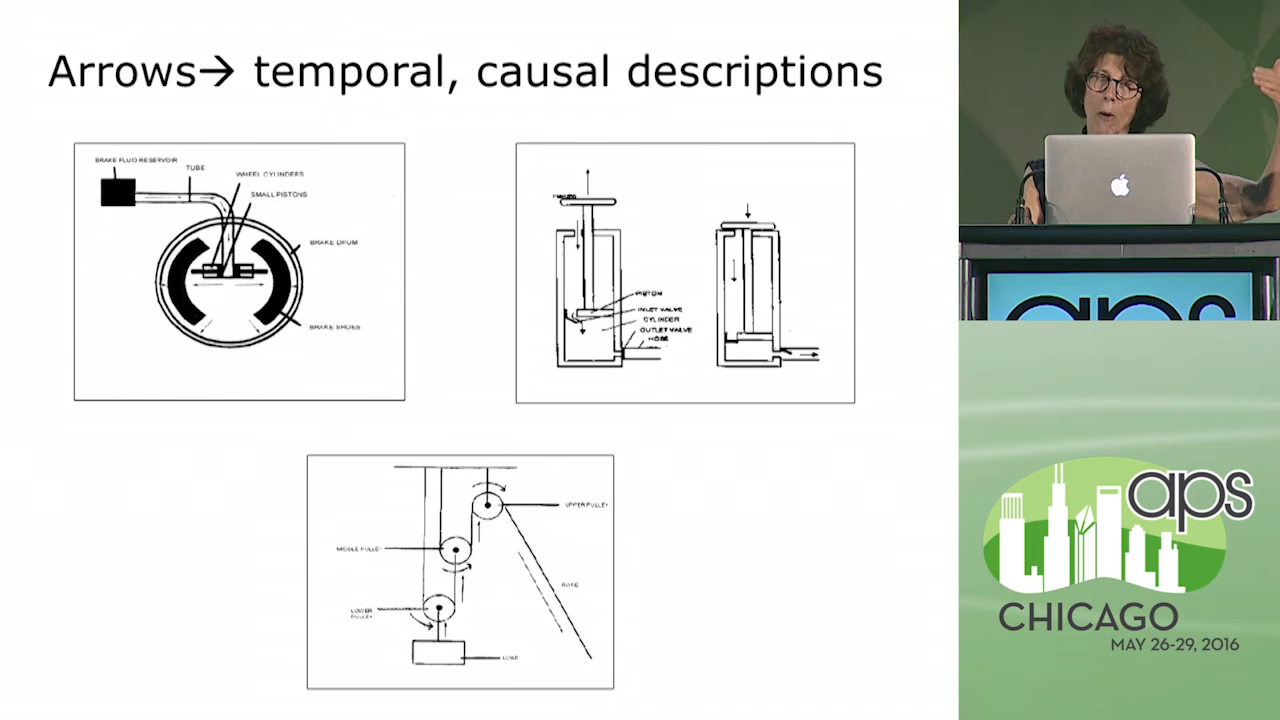 Arrows→ temporal, causal descriptions
BRAKE FLUID RESERVOIR
TUBE
WHEEL CYLINDERS
SMALL PISTONS
BRAKE DRUM
BRAKE SHOES
PISTON
INLET VALVE
CYLINDER
OUTLET VALVE
HOSE
UPPER PULLEY
MIDDLE PULLEY
ROPE
LOWER
PULLEY
LOAD
aps
aps
CHICAGO
MAY 26-29, 2016